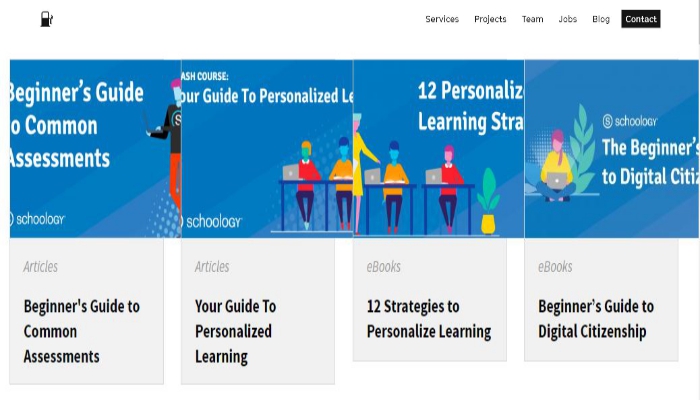 Services Projects Team Jobs Blog Contact
Beginner's Guide
o Common
Assessments
schoology
ASH COURSE:
our Guide To Personalized Le
schoology
12 Personaliz
Learning Stra
schoology
The Beginner's
to Digital Citiz
Articles
Beginner's Guide to
Common
Assessments
Articles
Your Guide To
Personalized
Learning
eBooks
12 Strategies to
Personalize Learning
eBooks
Beginner's Guide to
Digital Citizenship